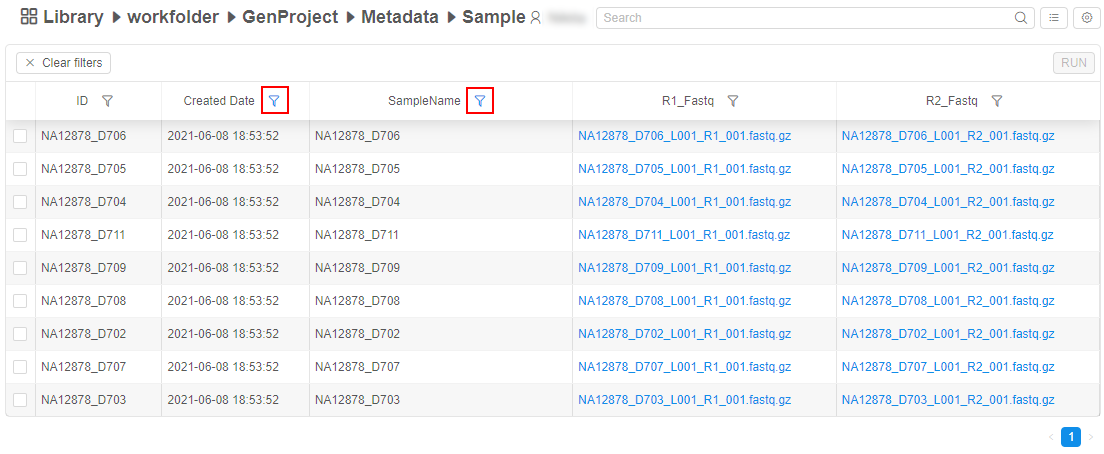 Library workfolder GenProject Metadata Sample Search
Clear filters RUN
ID Created Date SampleName R1_Fastq R2_Fastq
NA12878_D706 2021-06-08 18:53:52 NA12878_D706 NA12878_D706_L001_R1_001.fastq.gz NA12878_D706_L001_R2_001.fastq.gz
NA12878_D705 2021-06-08 18:53:52 NA12878_D705 NA12878_D705_L001_R1_001.fastq.gz NA12878_D705_L001_R2_001.fastq.gz
NA12878_D704 2021-06-08 18:53:52 NA12878_D704 NA12878_D704_L001_R1_001.fastq.gz NA12878_D704_L001_R2_001.fastq.gz
NA12878_D711 2021-06-08 18:53:52 NA12878_D711 NA12878_D711_L001_R1_001.fastq.gz NA12878_D711_L001_R2_001.fastq.gz
NA12878_D709 2021-06-08 18:53:52 NA12878_D709 NA12878_D709_L001_R1_001.fastq.gz NA12878_D709_L001_R2_001.fastq.gz
NA12878_D708 2021-06-08 18:53:52 NA12878_D708 NA12878_D708_L001_R1_001.fastq.gz NA12878_D708_L001_R2_001.fastq.gz
NA12878_D702 2021-06-08 18:53:52 NA12878_D702 NA12878_D702_L001_R1_001.fastq.gz NA12878_D702_L001_R2_001.fastq.gz
NA12878_D707 2021-06-08 18:53:52 NA12878_D707 NA12878_D707_L001_R1_001.fastq.gz NA12878_D707_L001_R2_001.fastq.gz
NA12878_D703 2021-06-08 18:53:52 NA12878_D703 NA12878_D703_L001_R1_001.fastq.gz NA12878_D703_L001_R2_001.fastq.gz
1